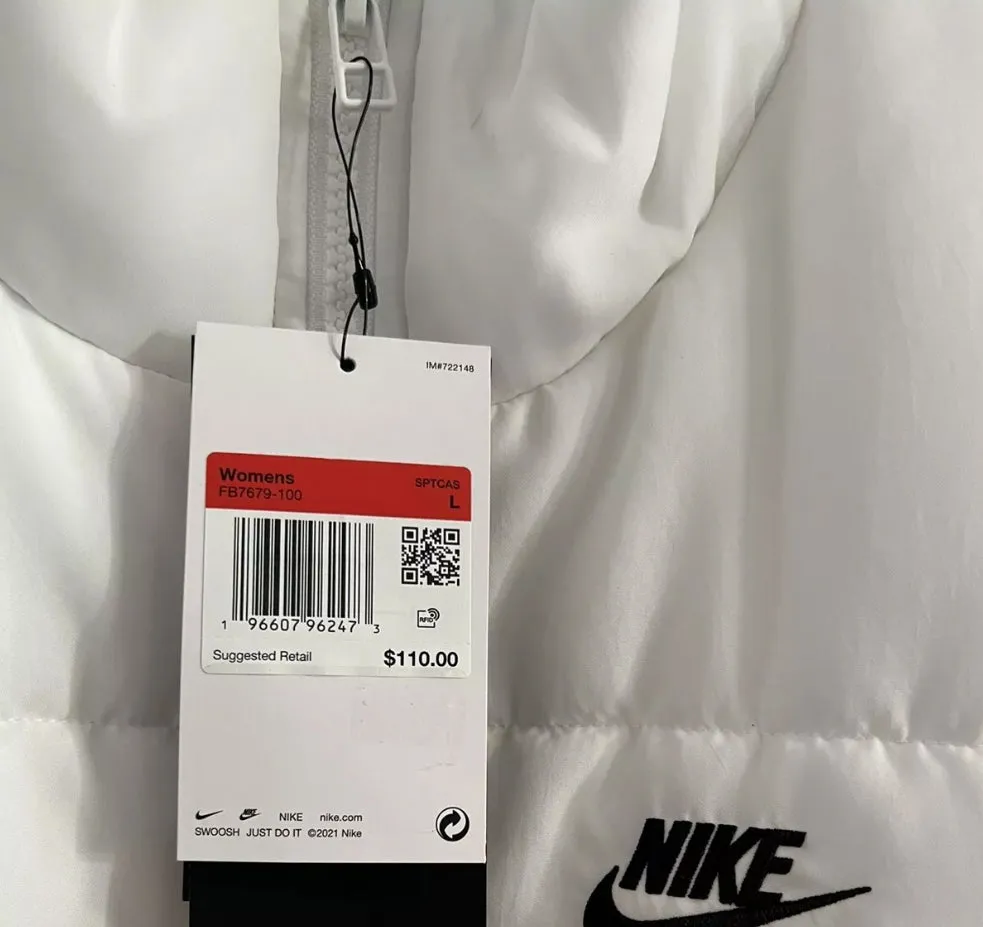 IM#722148
Womens
FB7679-100
SPTCAS
L
1 96607 96247 3
RFID
Suggested Retail $110.00
NIKE
NIKE nike.com
SWOOSH JUST DO IT ©2021 Nike
NIKE